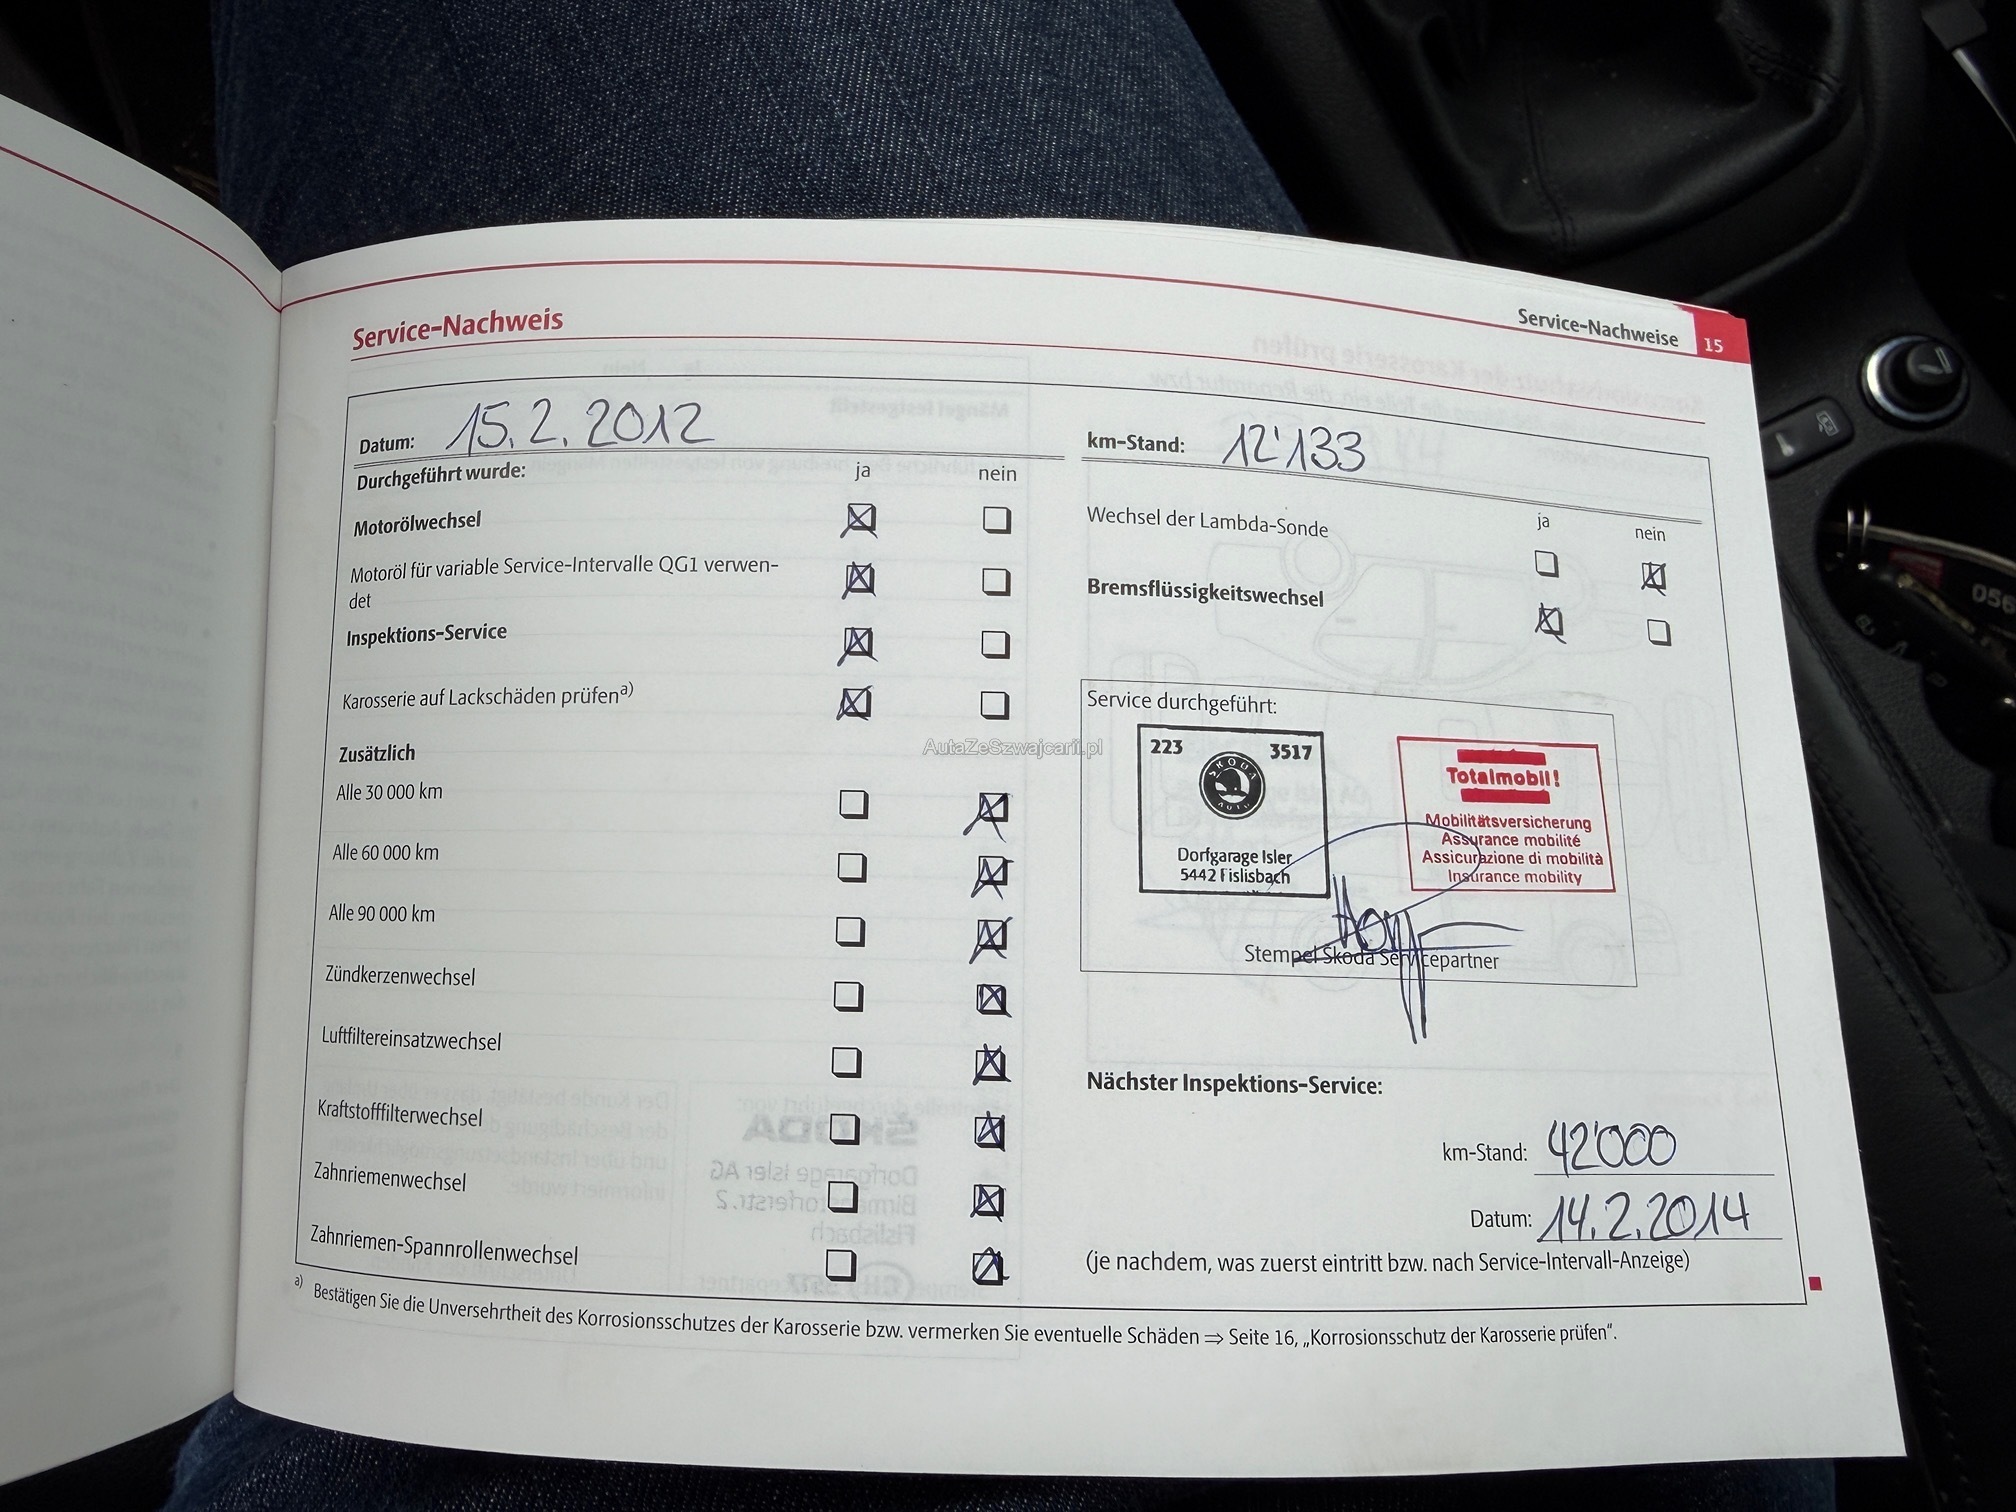 Service-Nachweise 15
Service-Nachweis
Datum: 15.2.2012
Durchgeführt wurde: ja nein
Motorölwechsel
Motoröl für variable Service-Intervalle QG1 verwen-
det
Inspektions-Service
Karosserie auf Lackschäden prüfen a)
Zusätzlich
Alle 30 000 km
Alle 60 000 km
Alle 90 000 km
Zündkerzenwechsel
Luftfiltereinsatzwechsel
Kraftstofffilterwechsel
Zahnriemenwechsel
Zahnriemen-Spannrollenwechsel
km-Stand: 12'133
ja nein
Wechsel der Lambda-Sonde
Bremsflüssigkeitswechsel
Service durchgeführt:
223 3517
SKODA
AUTO
Dorfgarage Isler
5442 Fislisbach
Totalmobil!
Mobilitätsversicherung
Assurance mobilité
Assicurazione di mobilità
Insurance mobility
Stempel Škoda Servicepartner
Nächster Inspektions-Service:
km-Stand: 42'000
Datum: 14.2.2014
(je nachdem, was zuerst eintritt bzw. nach Service-Intervall-Anzeige)
a) Bestätigen Sie die Unversehrtheit des Korrosionsschutzes der Karosserie bzw. vermerken Sie eventuelle Schäden ⇒ Seite 16, „Korrosionsschutz der Karosserie prüfen“.
AutaZeSzwajcarii.pl
056